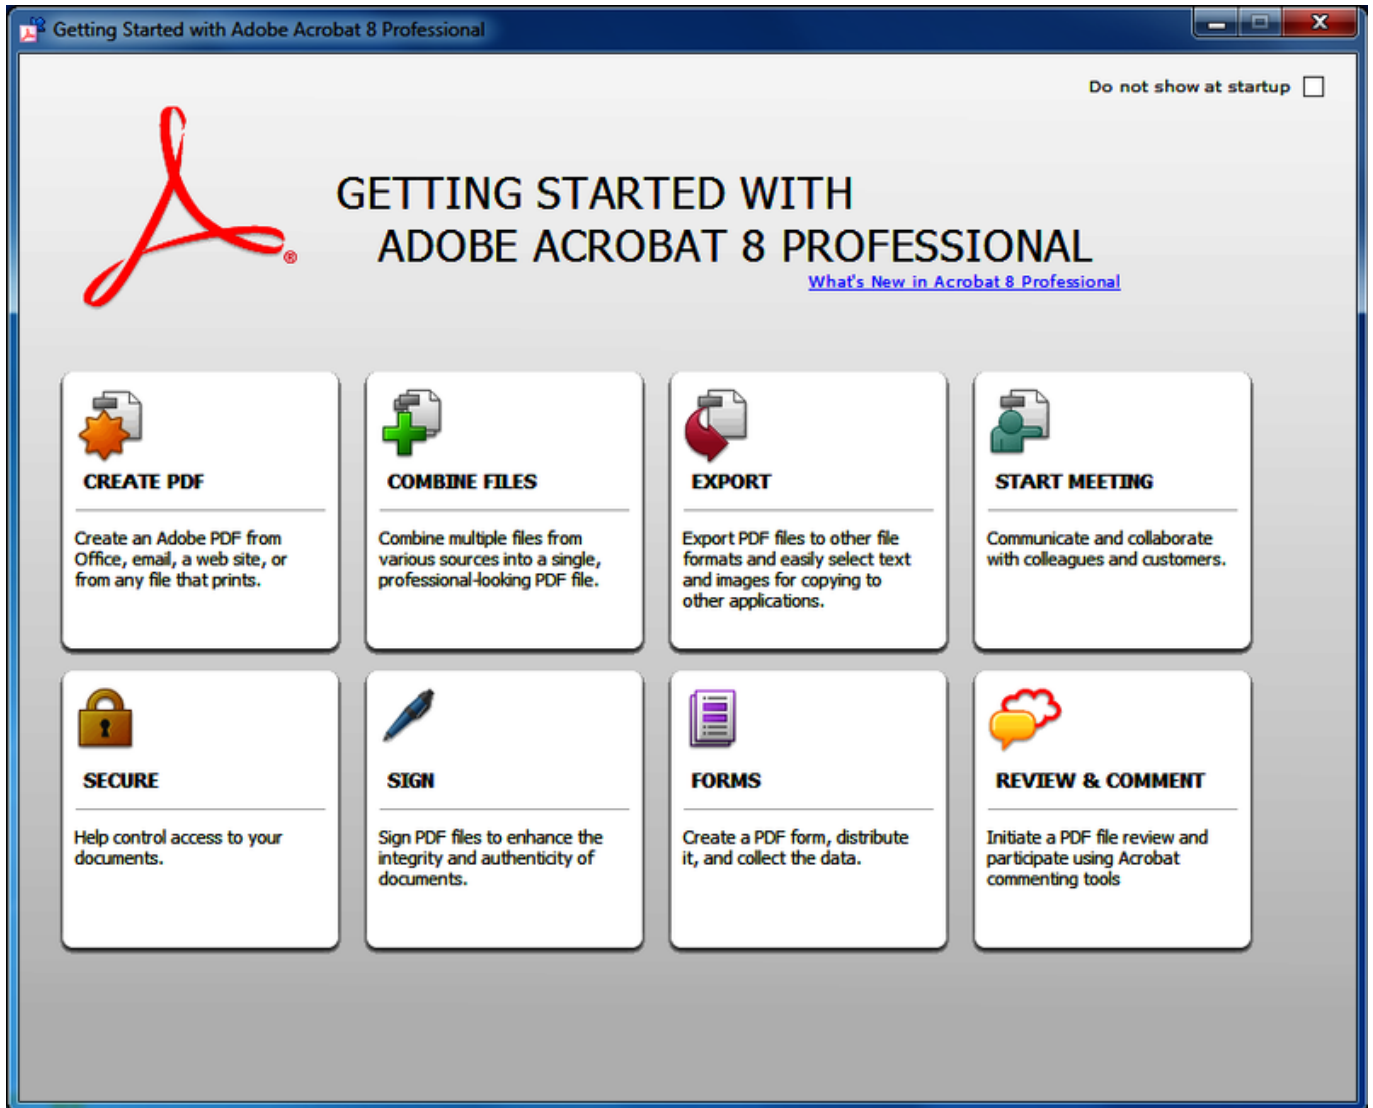 Getting Started with Adobe Acrobat 8 Professional
Do not show at startup
GETTING STARTED WITH
ADOBE ACROBAT 8 PROFESSIONAL
What's New in Acrobat 8 Professional
®
CREATE PDF
Create an Adobe PDF from
Office, email, a web site, or
from any file that prints.
COMBINE FILES
Combine multiple files from
various sources into a single,
professional-looking PDF file.
EXPORT
Export PDF files to other file
formats and easily select text
and images for copying to
other applications.
START MEETING
Communicate and collaborate
with colleagues and customers.
SECURE
Help control access to your
documents.
SIGN
Sign PDF files to enhance the
integrity and authenticity of
documents.
FORMS
Create a PDF form, distribute
it, and collect the data.
REVIEW & COMMENT
Initiate a PDF file review and
participate using Acrobat
commenting tools